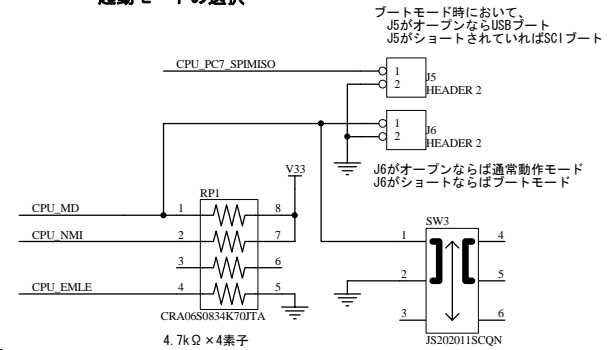 起動モードの選択
ブートモード時において、
J5がオープンならUSBブート
J5がショートされていればSCIブート
CPU_PC7_SPIMISO
1
2
J5
HEADER 2
1
2
J6
HEADER 2
J6がオープンならば通常動作モード
J6がショートならばブートモード
V33
RP1
CPU_MD
1
8
CPU_NMI
2
7
3
6
CPU_EMLE
4
5
CRA06S0834K70JTA
4.7kΩ×4素子
SW3
1
4
2
5
3
6
JS202011SCQN